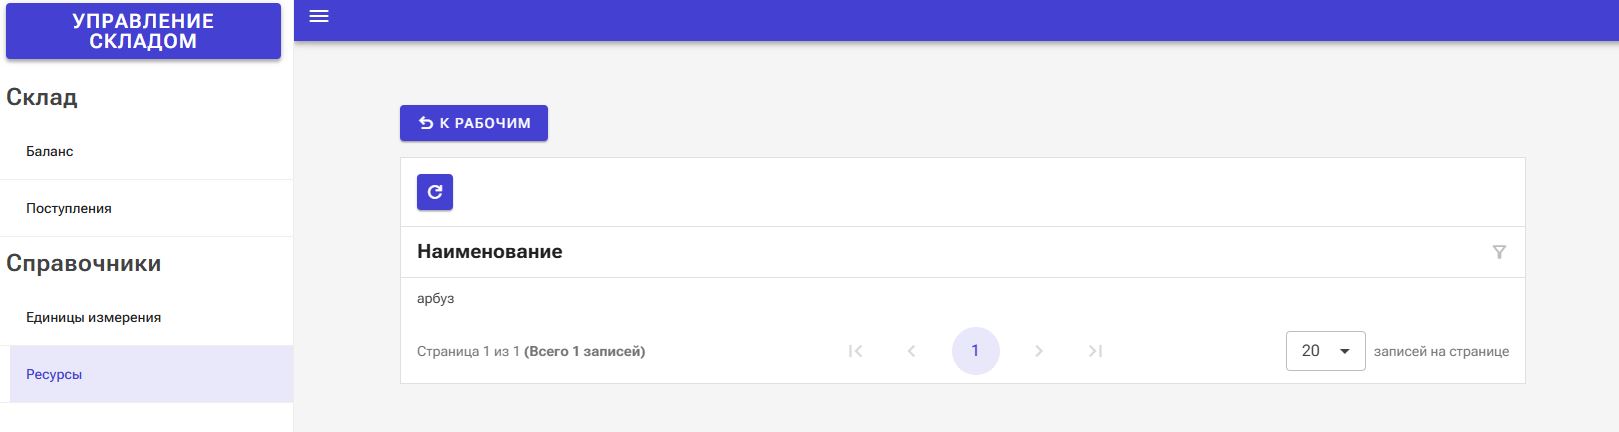 УПРАВЛЕНИЕ
СКЛАДОМ
Склад
Баланс
Поступления
Справочники
Единицы измерения
Ресурсы
К РАБОЧИМ
Наименование
арбуз
Страница 1 из 1 (Всего 1 записей)
1
20
записей на странице